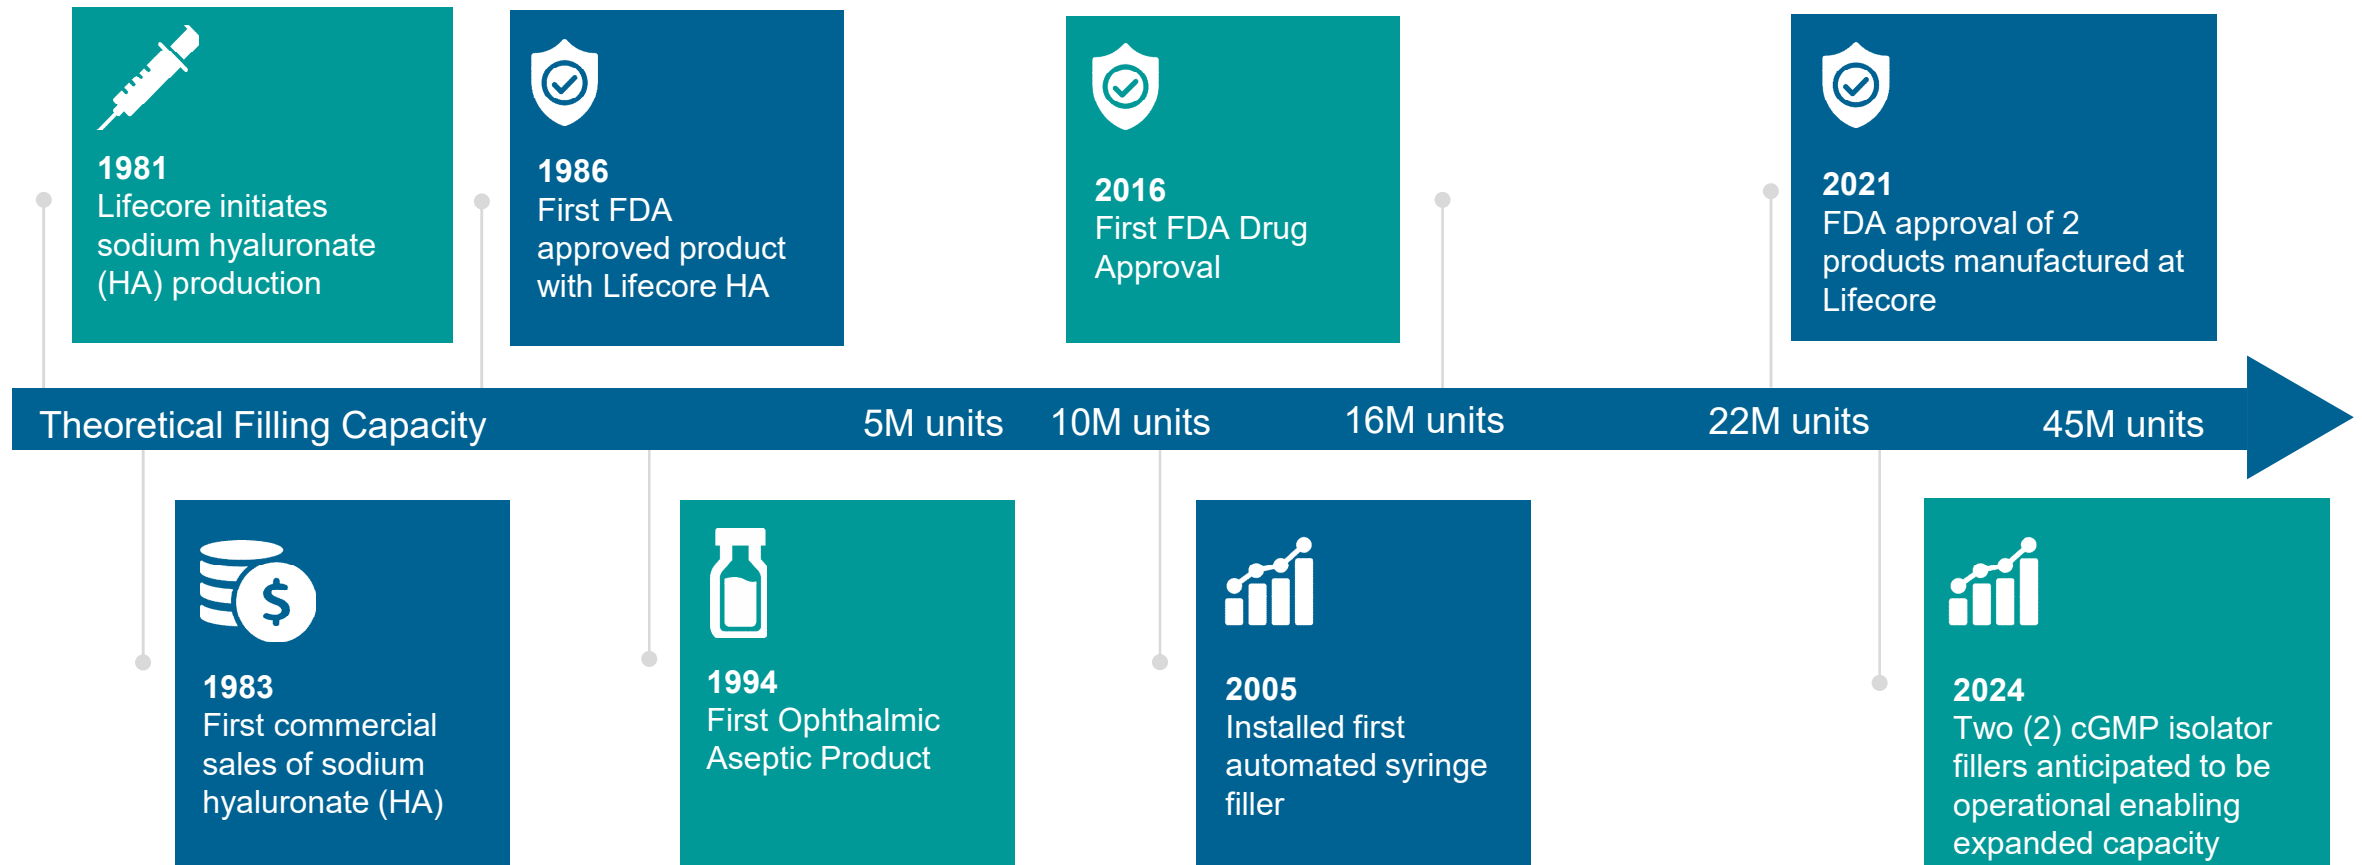 1981
Lifecore initiates
sodium hyaluronate
(HA) production
1986
First FDA
approved product
with Lifecore HA
2016
First FDA Drug
Approval
2021
FDA approval of 2
products manufactured at
Lifecore
Theoretical Filling Capacity
5M units
10M units
16M units
22M units
45M units
$
1983
First commercial
sales of sodium
hyaluronate (HA)
1994
First Ophthalmic
Aseptic Product
2005
Installed first
automated syringe
filler
2024
Two (2) cGMP isolator
fillers anticipated to be
operational enabling
expanded capacity